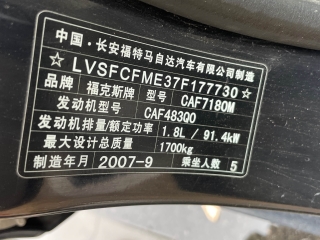 中国·长安福特马自达汽车有限公司制造
☆LVSFCFME37F177730☆
品牌 福克斯牌 型号 CAF7180M
发动机型号 CAF483Q0
发动机排量/额定功率 1.8L / 91.4kW
最大设计总质量 1700kg
制造年月 2007-9 乘坐人数 5